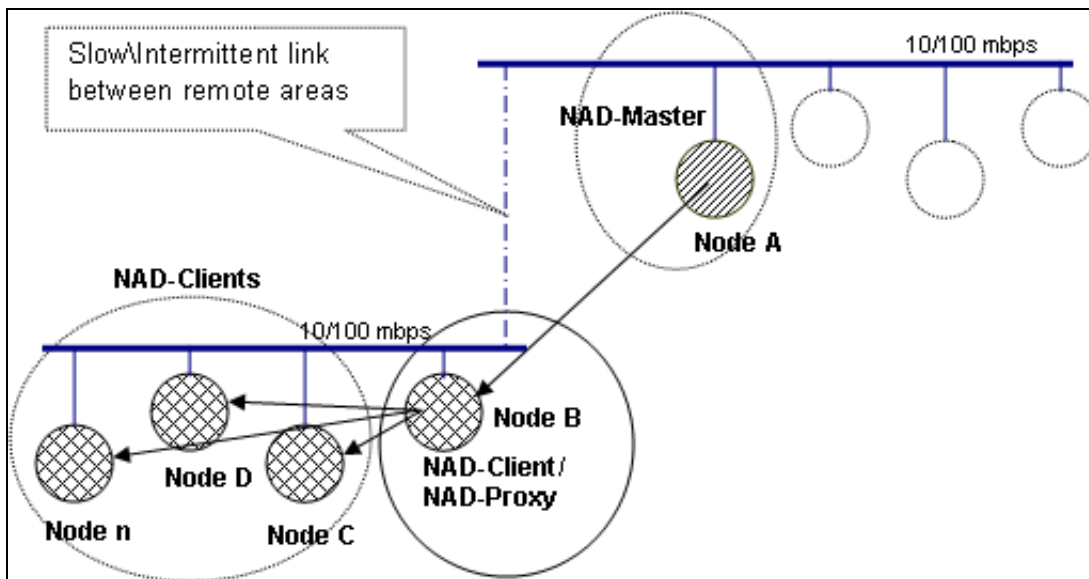 Slow\Intermittent link
between remote areas
10/100 mbps
NAD-Master
Node A
NAD-Clients
10/100 mbps
Node B
NAD-Client/
NAD-Proxy
Node D
Node n
Node C